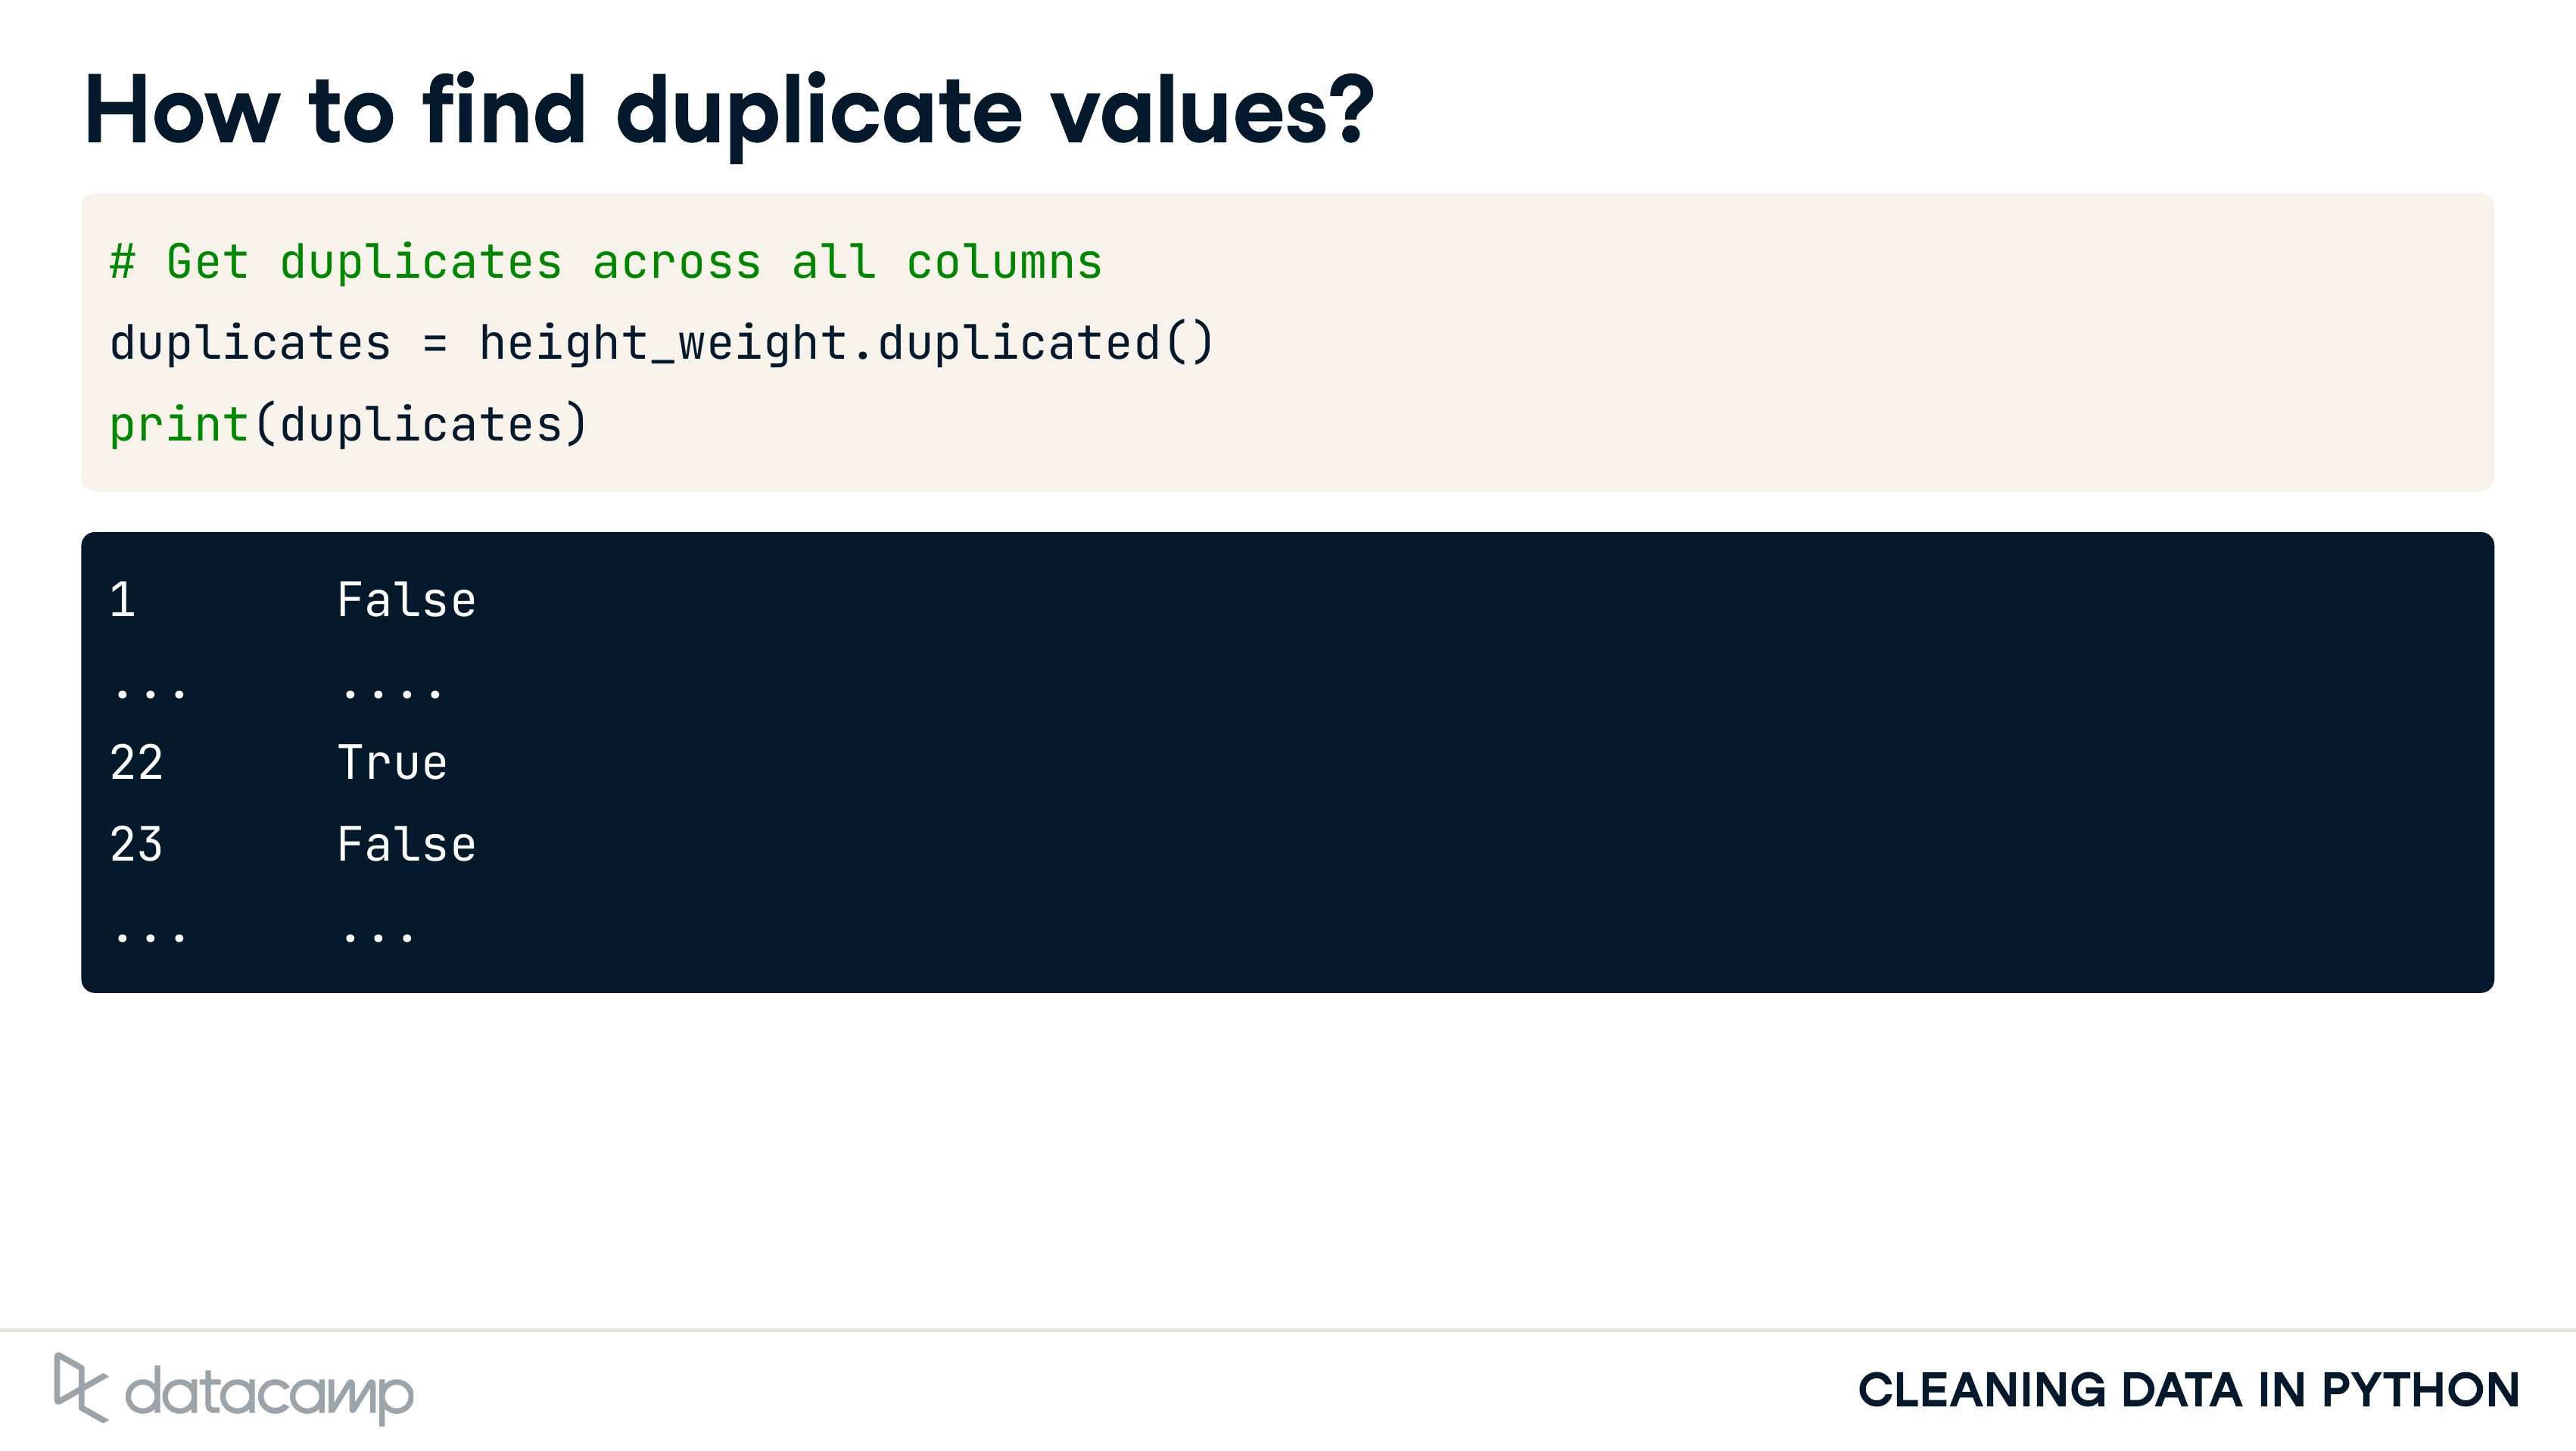 How to find duplicate values?
# Get duplicates across all columns
duplicates = height_weight.duplicated()
print(duplicates)
1       False
...     ....
22      True
23      False
...     ...
datacamp
CLEANING DATA IN PYTHON